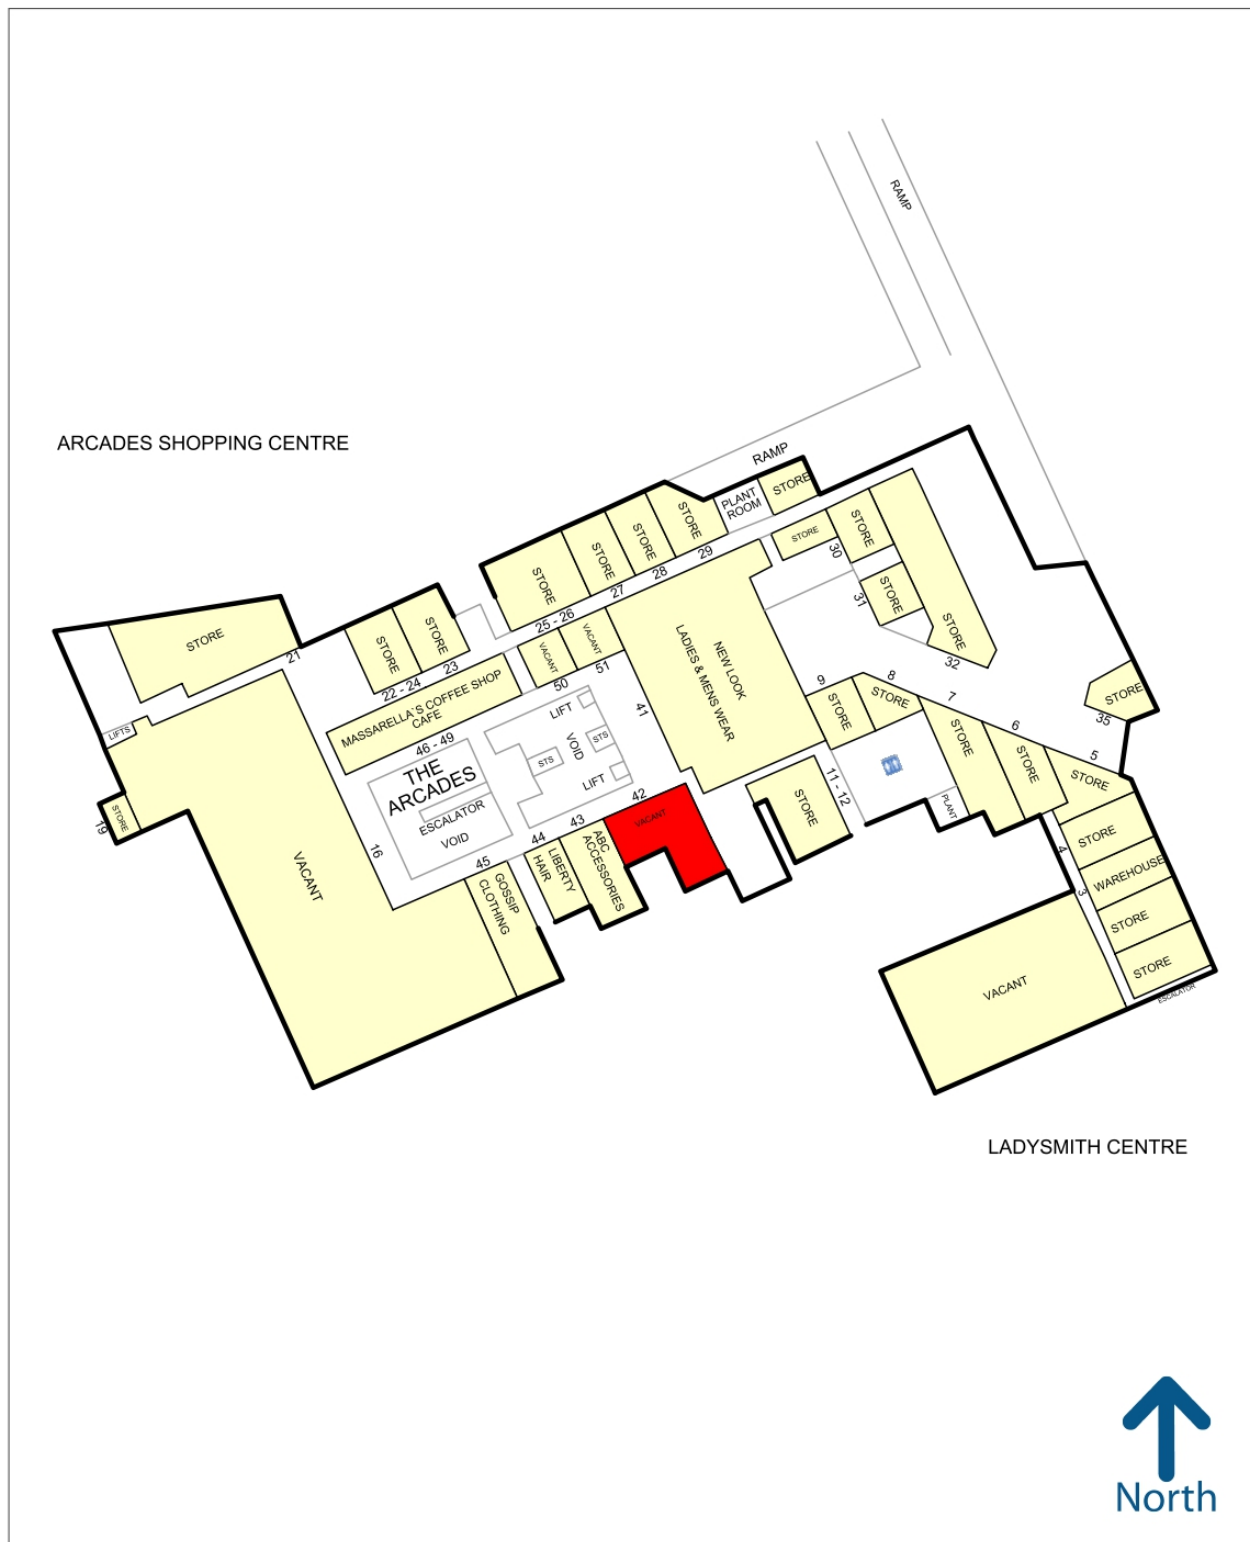 RAMP
ARCADES SHOPPING CENTRE
RAMP
STORE
PLANT
ROOM
STORE
STORE
STORE
STORE
29
28
27
25 - 26
STORE
STORE
30
STORE
31
STORE
32
STORE
21
STORE
STORE
23
22 - 24
VACANT
VACANT
50
51
MASSARELLA`S COFFEE SHOP
CAFE
46 - 49
NEW LOOK
LADIES & MENS WEAR
41
9
8
7
6
5
STORE
35
STORE
STORE
STORE
STORE
STORE
LIFTS
STORE
19
THE
ARCADES
ESCALATOR
VOID
LIFT
STS
VOID
STS
LIFT
42
43
44
45
16
VACANT
VACANT
ABC
ACCESSORIES
LIBERTY
HAIR
GOSSIP
CLOTHING
STORE
11 - 12
PLANT
4
3
STORE
WAREHOUSE
STORE
STORE
ESCALATOR
VACANT
LADYSMITH CENTRE
North